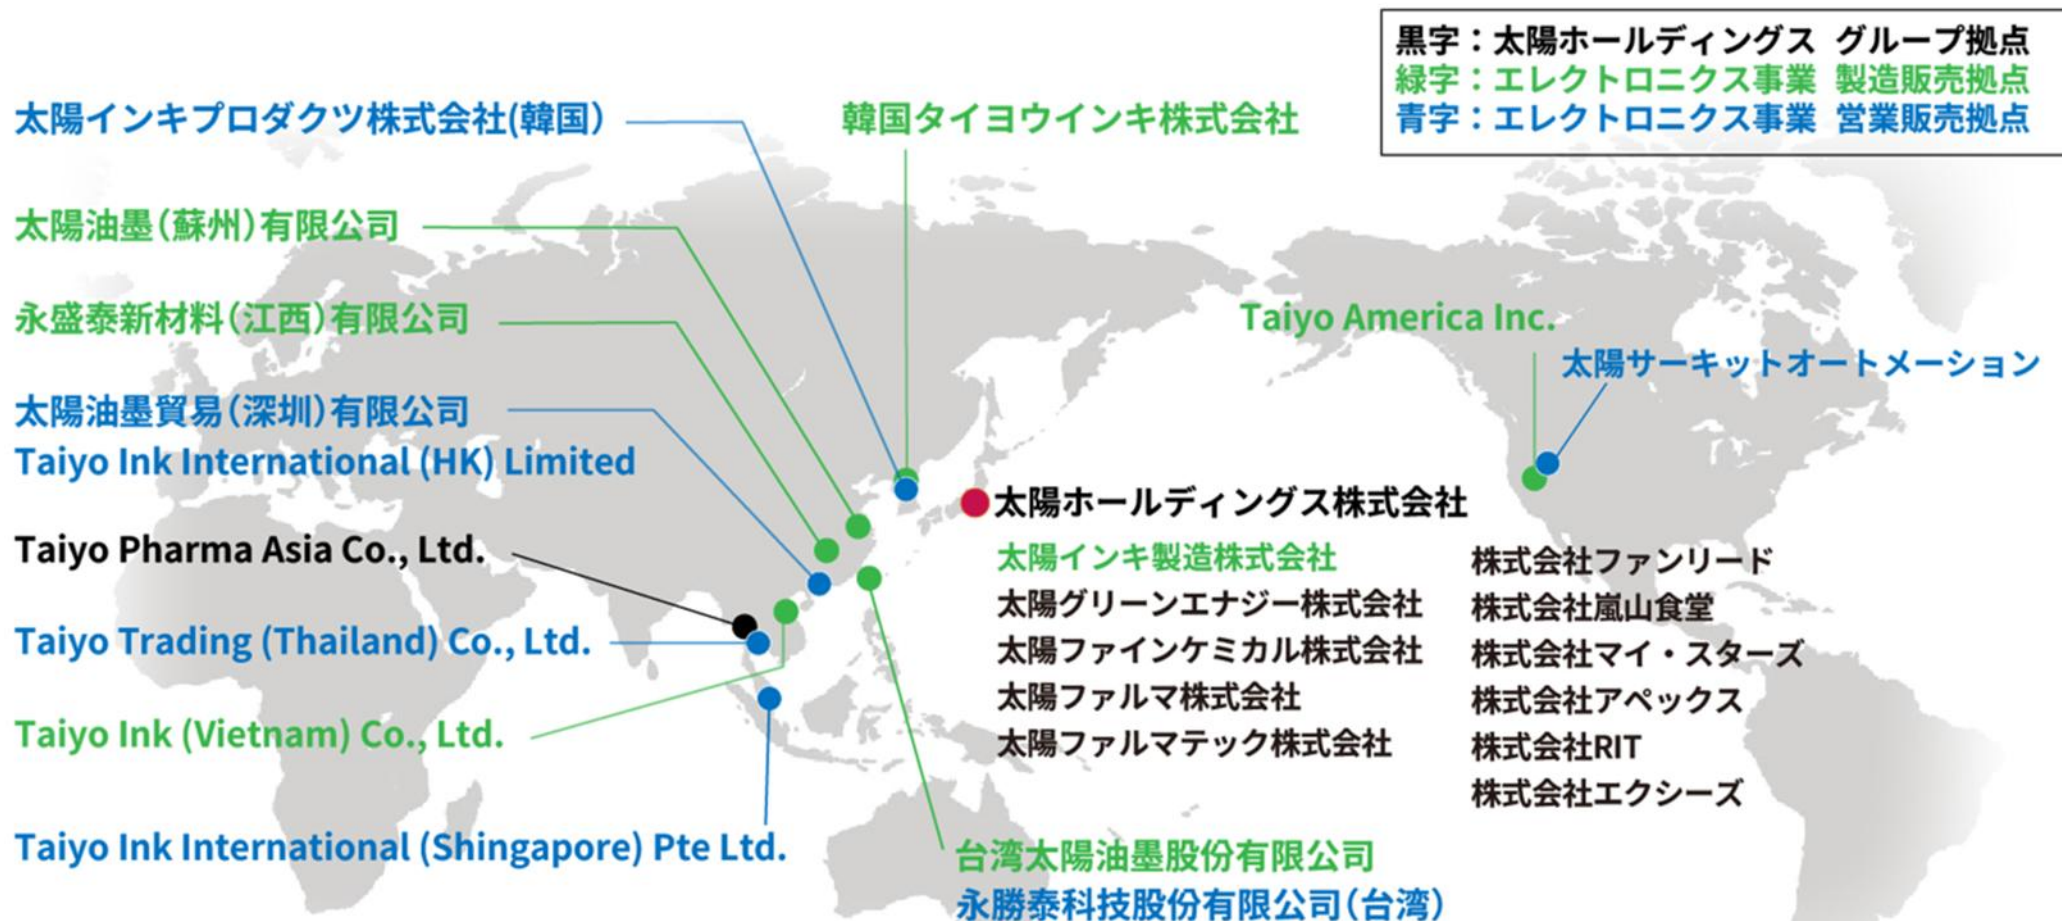 黒字：太陽ホールディングス グループ拠点
緑字：エレクトロニクス事業 製造販売拠点
青字：エレクトロニクス事業 営業販売拠点
太陽インキプロダクツ株式会社(韓国）
韓国タイヨウインキ株式会社
太陽油墨（蘇州）有限公司
永盛泰新材料（江西）有限公司
太陽油墨貿易（深圳）有限公司
Taiyo Ink International (HK) Limited
Taiyo Pharma Asia Co., Ltd.
Taiyo Trading (Thailand) Co., Ltd.
Taiyo Ink (Vietnam) Co., Ltd.
Taiyo Ink International (Shingapore) Pte Ltd.
Taiyo America Inc.
太陽サーキットオートメーション
太陽ホールディングス株式会社
太陽インキ製造株式会社
太陽グリーンエナジー株式会社
太陽ファインケミカル株式会社
太陽ファルマ株式会社
太陽ファルマテック株式会社
株式会社ファンリード
株式会社嵐山食堂
株式会社マイ・スターズ
株式会社アペックス
株式会社RIT
株式会社エクシーズ
台湾太陽油墨股份有限公司
永勝泰科技股份有限公司（台湾）